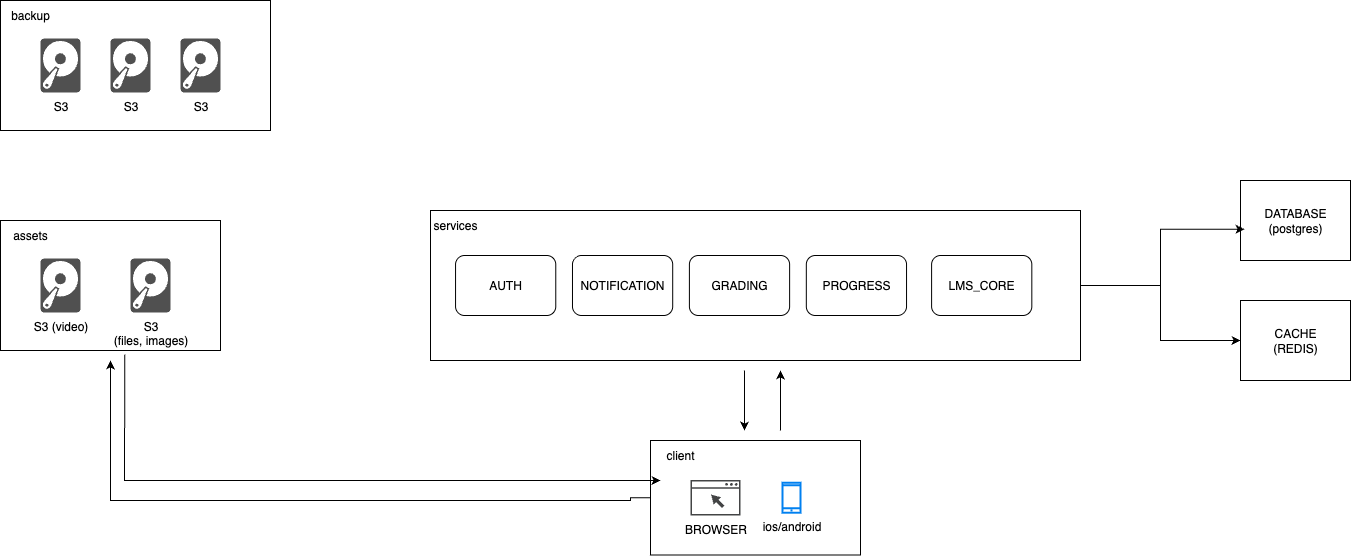 backup
S3
S3
S3
assets
S3 (video)
S3
(files, images)
services
AUTH
NOTIFICATION
GRADING
PROGRESS
LMS_CORE
DATABASE
(postgres)
CACHE
(REDIS)
client
BROWSER
ios/android